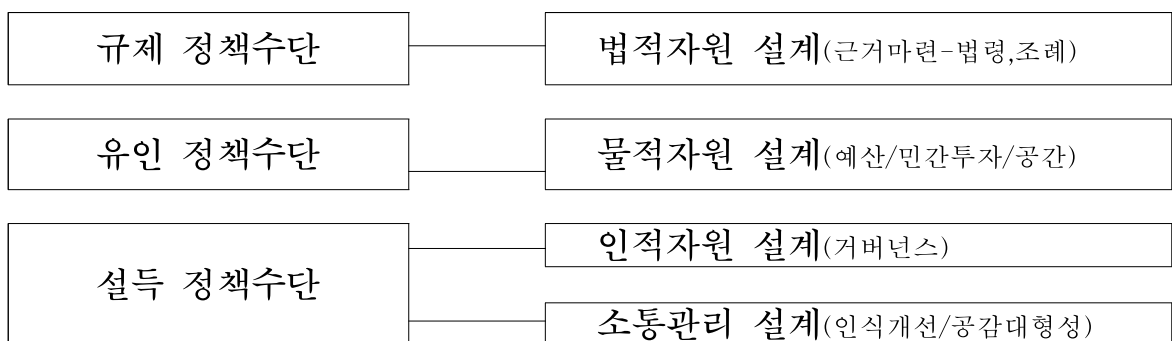 규제 정책수단
법적자원 설계(근거마련-법령,조례)
유인 정책수단
물적자원 설계(예산/민간투자/공간)
설득 정책수단
인적자원 설계(거버넌스)
소통관리 설계(인식개선/공감대형성)